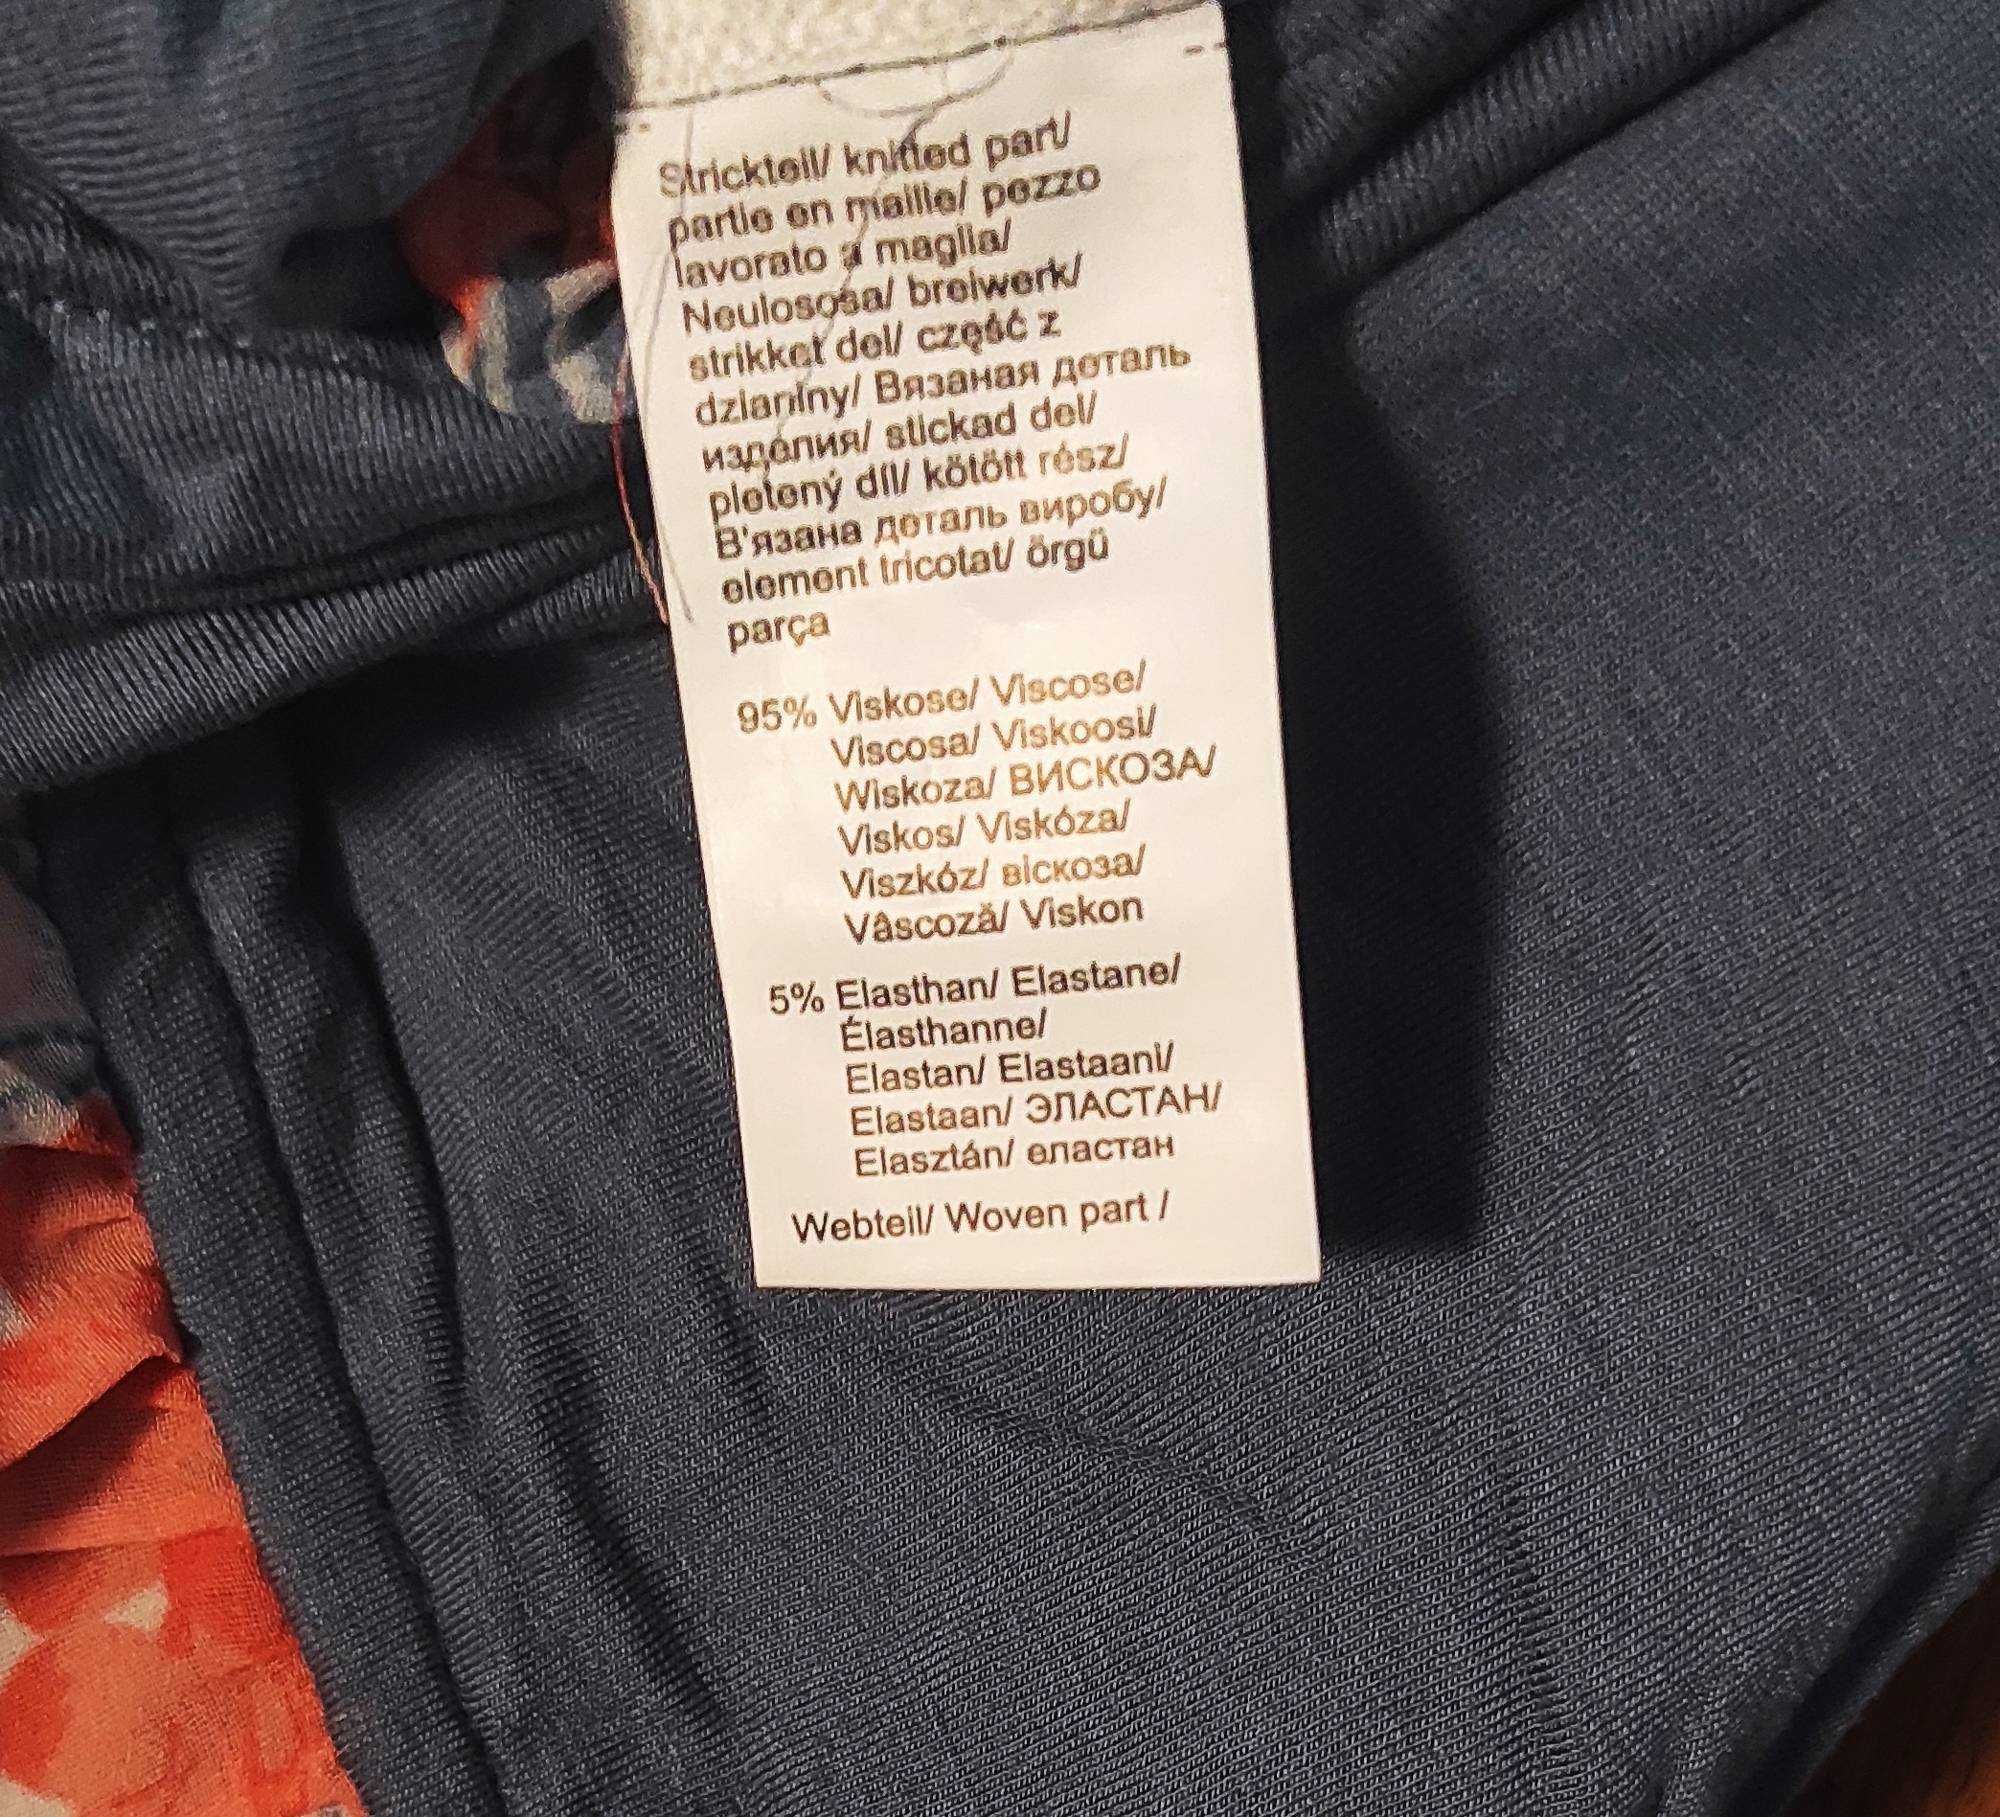 Strickteil/ knitted part/
partie en maille/ pezzo
lavorato a maglia/
Neulososa/ breiwerk/
strikket del/ część z
dzianiny/ Вязаная деталь
изделия/ stickad del/
pletený díl/ kötött rész/
В'язана деталь виробу/
element tricotat/ örgü
parça
95% Viskose/ Viscose/
Viscosa/ Viskoosi/
Wiskoza/ ВИСКОЗА/
Viskos/ Viskóza/
Viszkóz/ віскоза/
Vâscoză/ Viskon
5% Elasthan/ Elastane/
Élasthanne/
Elastan/ Elastaani/
Elastaan/ ЭЛАСТАН/
Elasztán/ еластан
Webteil/ Woven part /